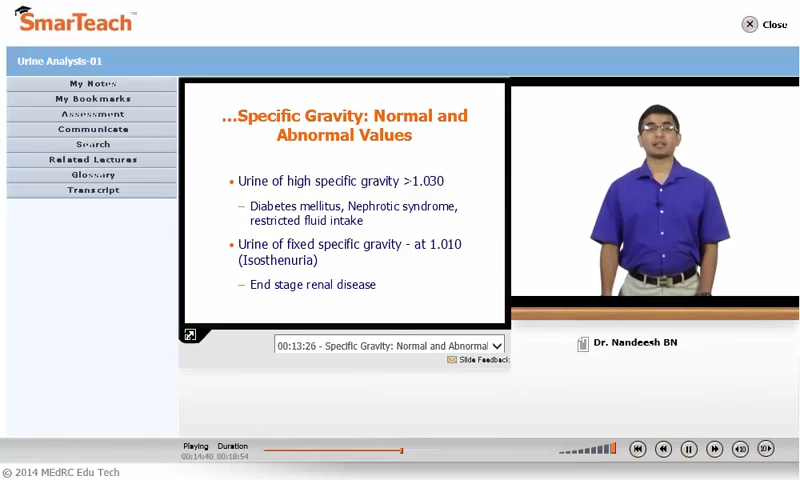 SmarTeach™
Close
Urine Analysis-01
My Notes
My Bookmarks
Assessment
Communicate
Search
Related Lectures
Glossary
Transcript
...Specific Gravity: Normal and
Abnormal Values
• Urine of high specific gravity >1.030
– Diabetes mellitus, Nephrotic syndrome,
restricted fluid intake
• Urine of fixed specific gravity - at 1.010
(Isosthenuria)
– End stage renal disease
00:13:26 - Specific Gravity: Normal and Abnormal
Slide Feedback
Dr. Nandeesh BN
Playing Duration
00:14:40 00:18:54
10 10
© 2014 MEdRC Edu Tech